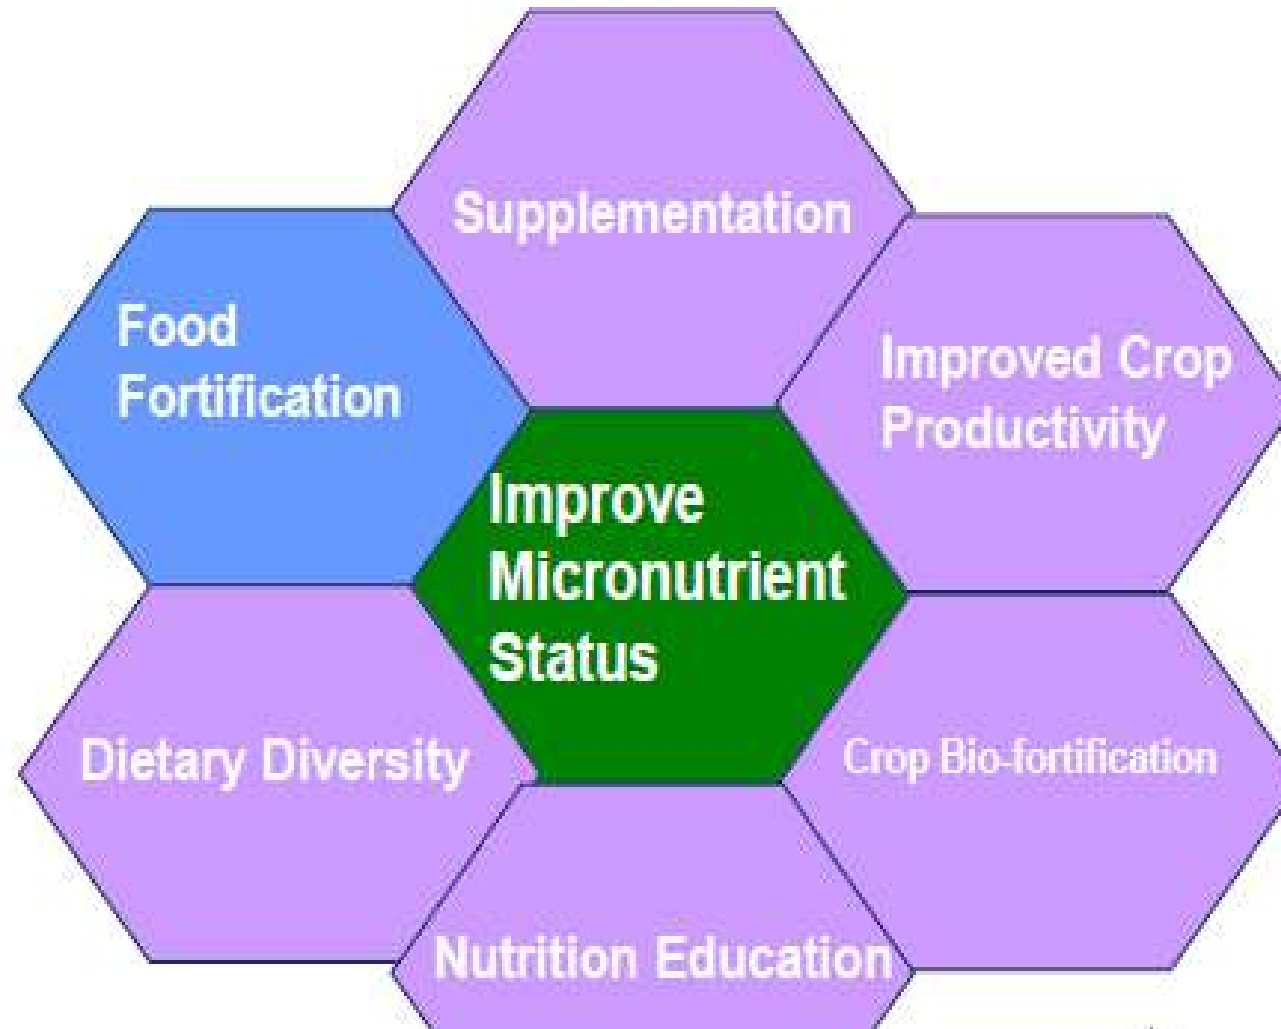 Supplementation
Food
Fortification
Improved Crop
Productivity
Improve
Micronutrient
Status
Dietary Diversity
Crop Bio-fortification
Nutrition Education